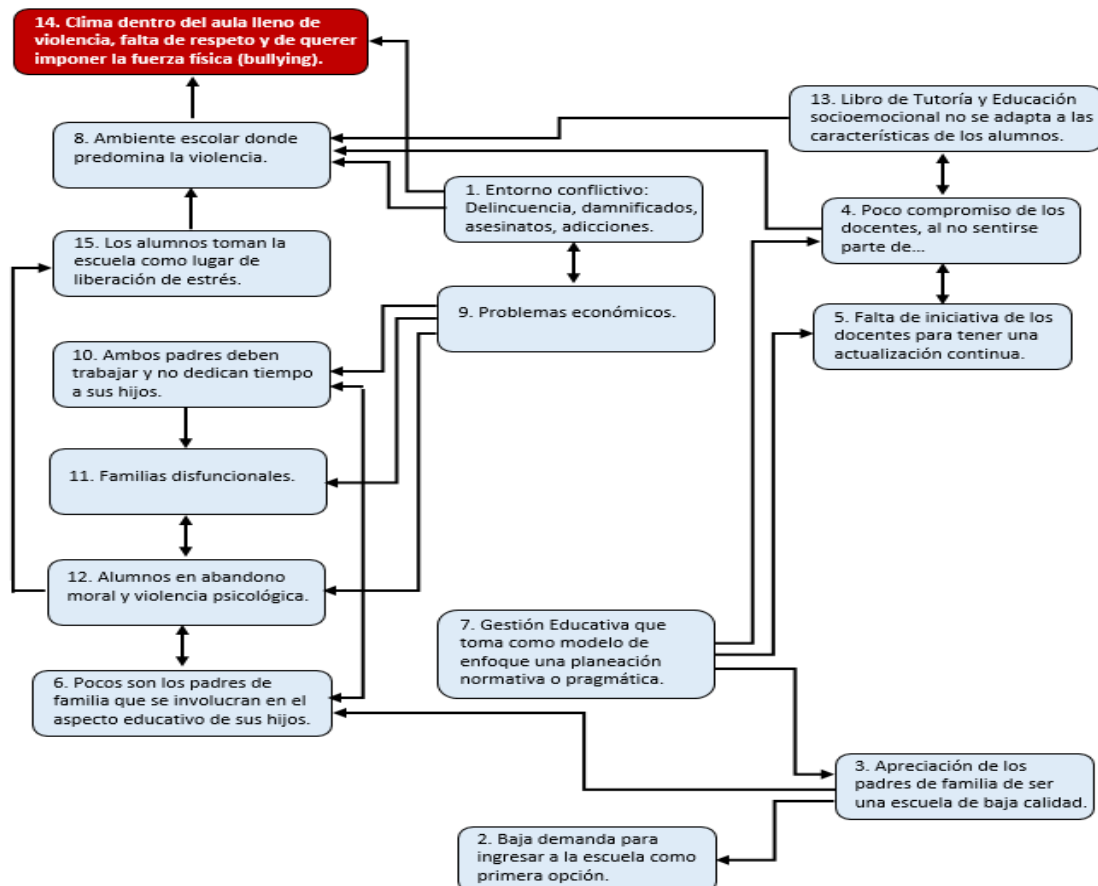 14. Clima dentro del aula lleno de
violencia, falta de respeto y de querer
imponer la fuerza física (bullying).
13. Libro de Tutoría y Educación
socioemocional no se adapta a las
características de los alumnos.
8. Ambiente escolar donde
predomina la violencia.
1. Entorno conflictivo:
Delincuencia, damnificados,
asesinatos, adicciones.
4. Poco compromiso de los
docentes, al no sentirse
parte de...
15. Los alumnos toman la
escuela como lugar de
liberación de estrés.
9. Problemas económicos.
5. Falta de iniciativa de los
docentes para tener una
actualización continua.
10. Ambos padres deben
trabajar y no dedican tiempo
a sus hijos.
11. Familias disfuncionales.
12. Alumnos en abandono
moral y violencia psicológica.
7. Gestión Educativa que
toma como modelo de
enfoque una planeación
normativa o pragmática.
6. Pocos son los padres de
familia que se involucran en el
aspecto educativo de sus hijos.
3. Apreciación de los
padres de familia de ser
una escuela de baja calidad.
2. Baja demanda para
ingresar a la escuela como
primera opción.